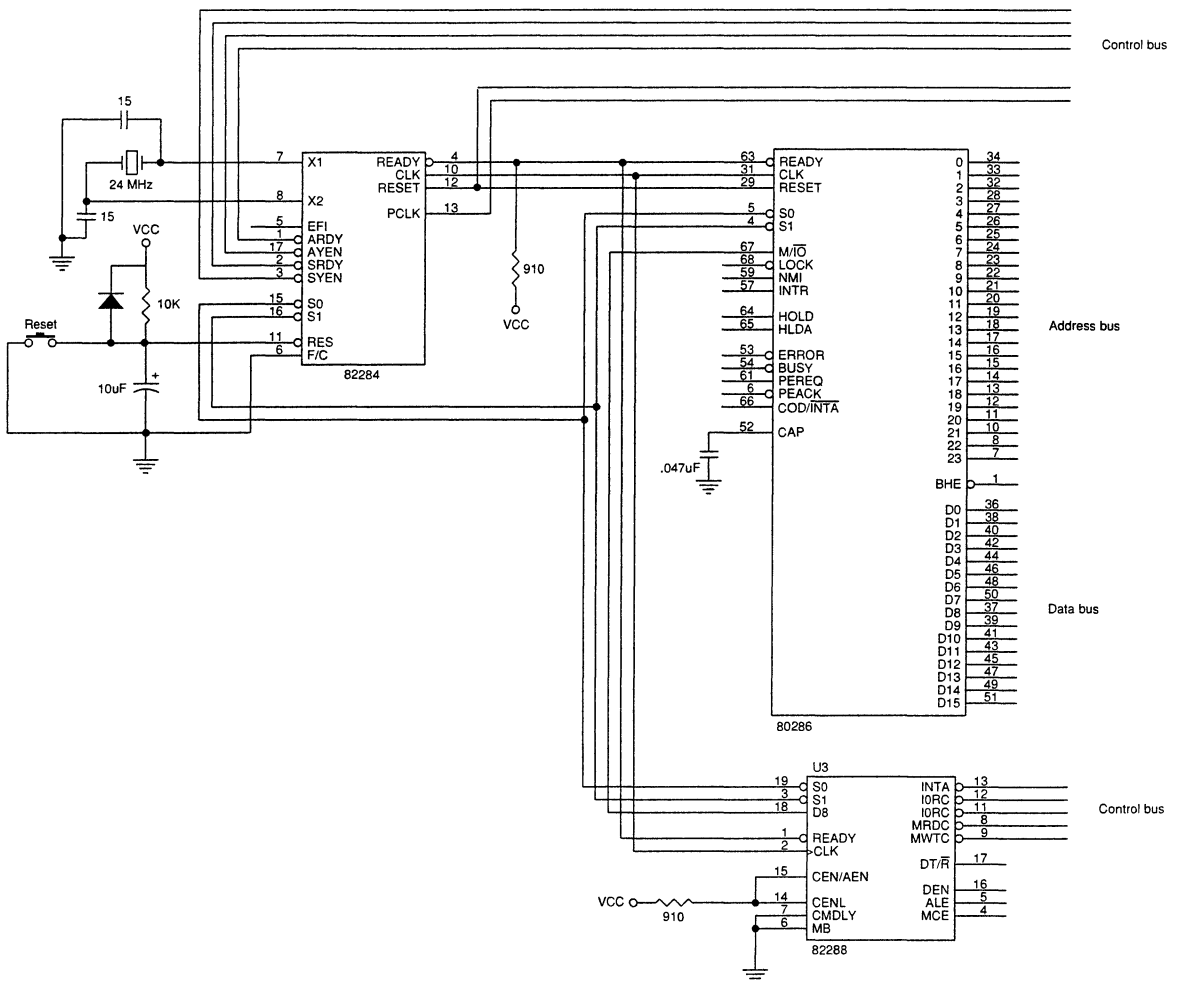 Control bus
15
24 MHz
15
VCC
10K
Reset
10uF
+
7 X1
8 X2
5 EFI
1 ARDY
17 AYEN
2 SRDY
3 SYEN
15 S0
16 S1
11 RES
6 F/C
READY 4
CLK 10
RESET 12
PCLK 13
82284
910
VCC
63 READY
31 CLK
29 RESET
5 S0
4 S1
67 M/IO
68 LOCK
59 NMI
57 INTR
64 HOLD
65 HLDA
53 ERROR
54 BUSY
61 PEREQ
6 PEACK
66 COD/INTA
52 CAP
.047uF
0 34
1 33
2 32
3 28
4 27
5 26
6 25
7 24
8 23
9 22
10 21
11 20
12 19
13 18
14 17
15 16
16 15
17 14
18 13
19 12
20 11
21 10
22 8
23 7
Address bus
BHE 1
D0 36
D1 38
D2 40
D3 42
D4 44
D5 46
D6 48
D7 50
D8 37
D9 39
D10 41
D11 43
D12 45
D13 47
D14 49
D15 51
Data bus
80286
U3
19 S0
3 S1
18 D8
1 READY
2 CLK
15 CEN/AEN
14 CENL
7 CMDLY
6 MB
VCC
910
INTA 13
I0RC 12
I0RC 11
MRDC 8
MWTC 9
DT/R 17
DEN 16
ALE 5
MCE 4
Control bus
82288